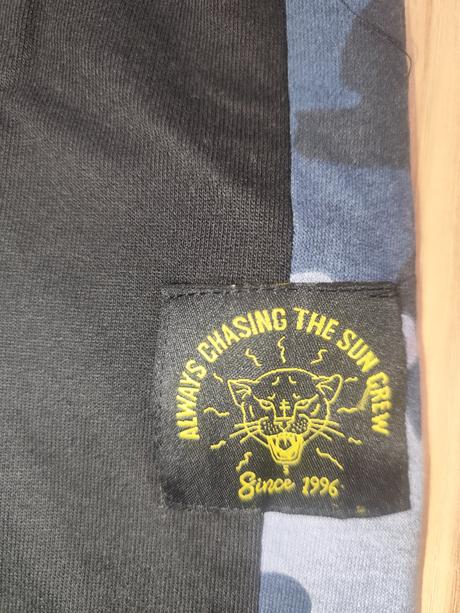 ALWAYS CHASING THE SUN CREW
Since 1996